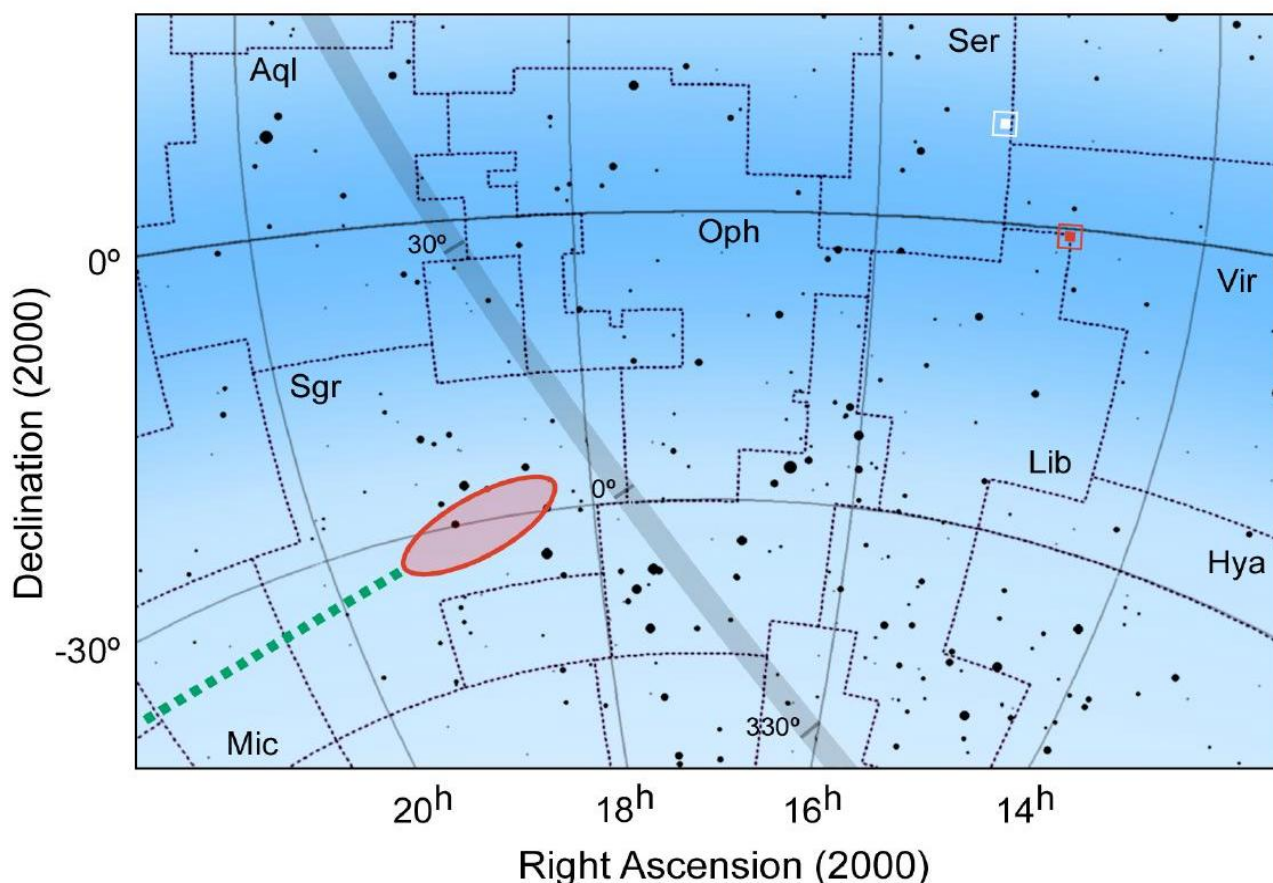 Ser
Aql
Oph
30º
0º
Vir
Sgr
Lib
0º
Hya
-30º
330º
Mic
20h
18h
16h
14h
Declination (2000)
Right Ascension (2000)